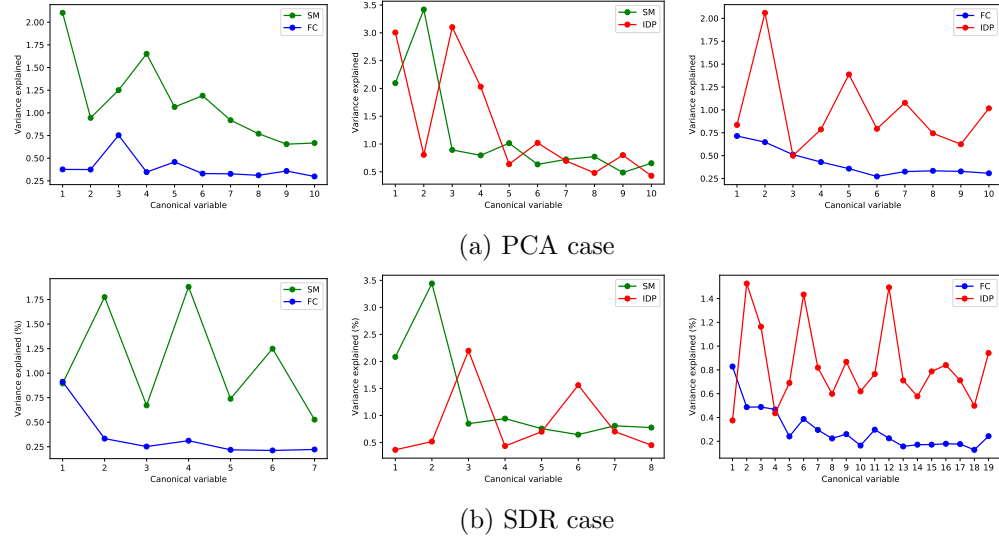 2.00
1.75
1.50
1.25
1.00
0.75
0.50
0.25
Variance explained
1 2 3 4 5 6 7 8 9 10
Canonical variable
SM
FC
3.5
3.0
2.5
2.0
1.5
1.0
0.5
Variance explained
1 2 3 4 5 6 7 8 9 10
Canonical variable
SM
IDP
2.00
1.75
1.50
1.25
1.00
0.75
0.50
0.25
Variance explained
1 2 3 4 5 6 7 8 9 10
Canonical variable
FC
IDP
(a) PCA case
1.75
1.50
1.25
1.00
0.75
0.50
0.25
Variance explained (%)
1 2 3 4 5 6 7
Canonical variable
SM
FC
3.5
3.0
2.5
2.0
1.5
1.0
0.5
Variance explained (%)
1 2 3 4 5 6 7 8
Canonical variable
SM
IDP
1.4
1.2
1.0
0.8
0.6
0.4
0.2
Variance explained (%)
1 2 3 4 5 6 7 8 9 10 11 12 13 14 15 16 17 18 19
Canonical variable
FC
IDP
(b) SDR case